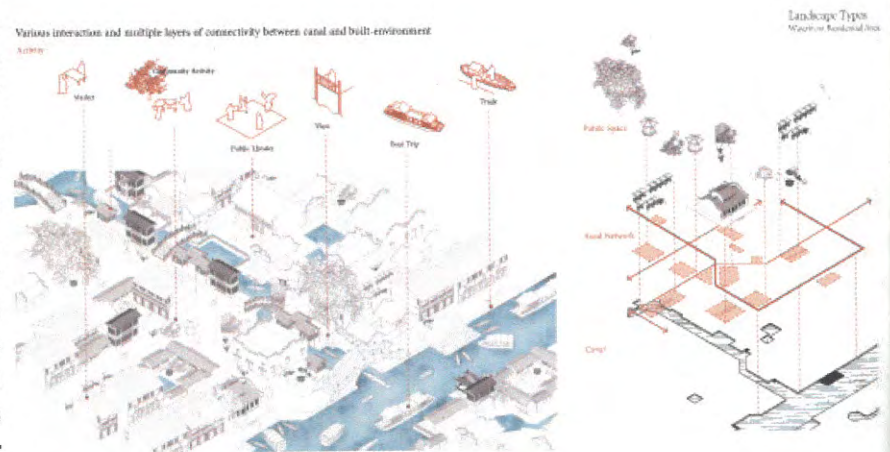 Various interaction and multiple layers of connectivity between canal and built-environment
Activity
Market
Community Activity
Public Library
View
Boat Trip
Trade
Landscape Types
Waterfront Residential Area
Public Space
Road Network
Canal